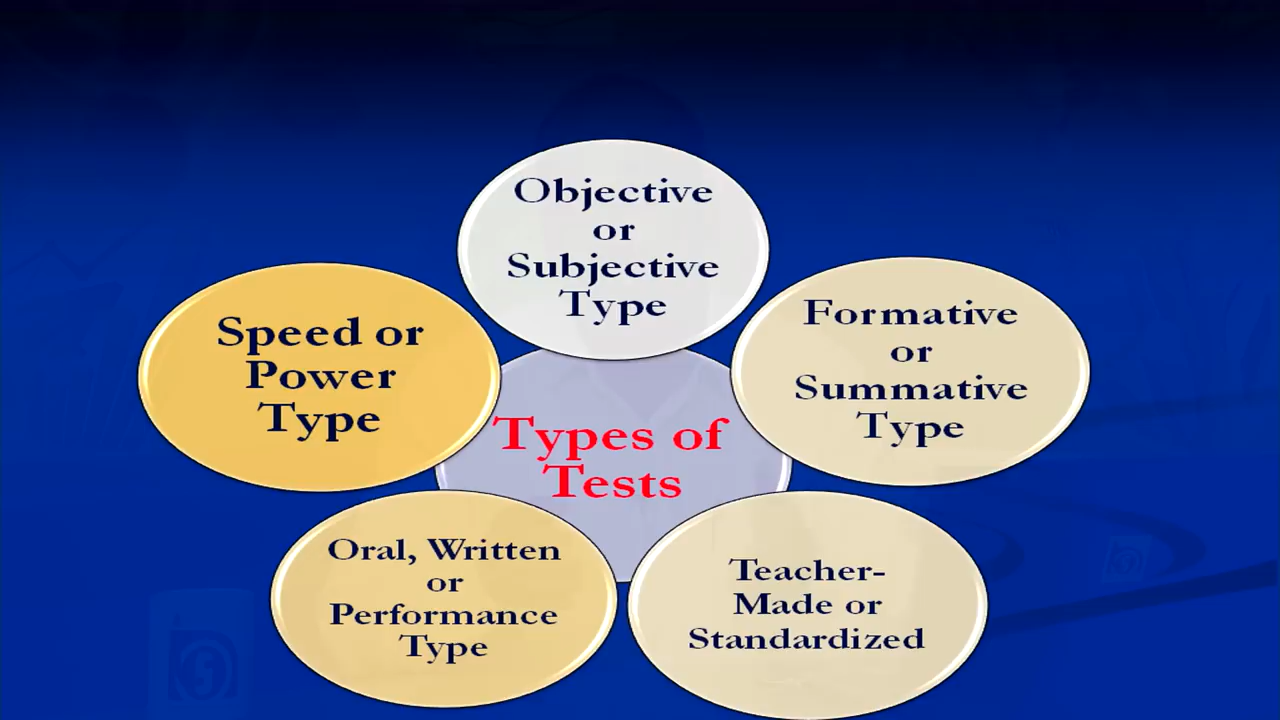 Objective
or
Subjective
Type
Formative
or
Summative
Type
Teacher-
Made or
Standardized
Oral, Written
or
Performance
Type
Speed or
Power
Type
Types of
Tests